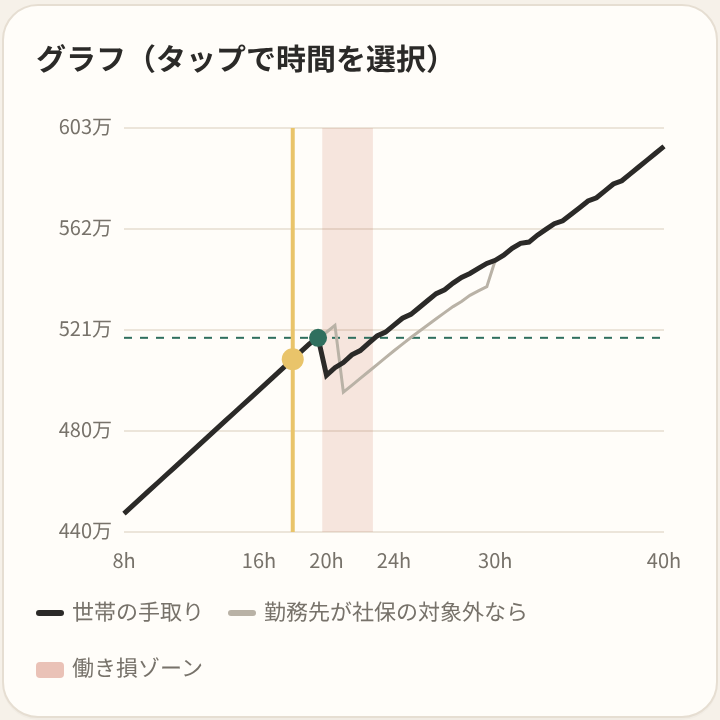 グラフ（タップで時間を選択）
603万
562万
521万
480万
440万
8h 16h 20h 24h 30h 40h
世帯の手取り 勤務先が社保の対象外なら
働き損ゾーン